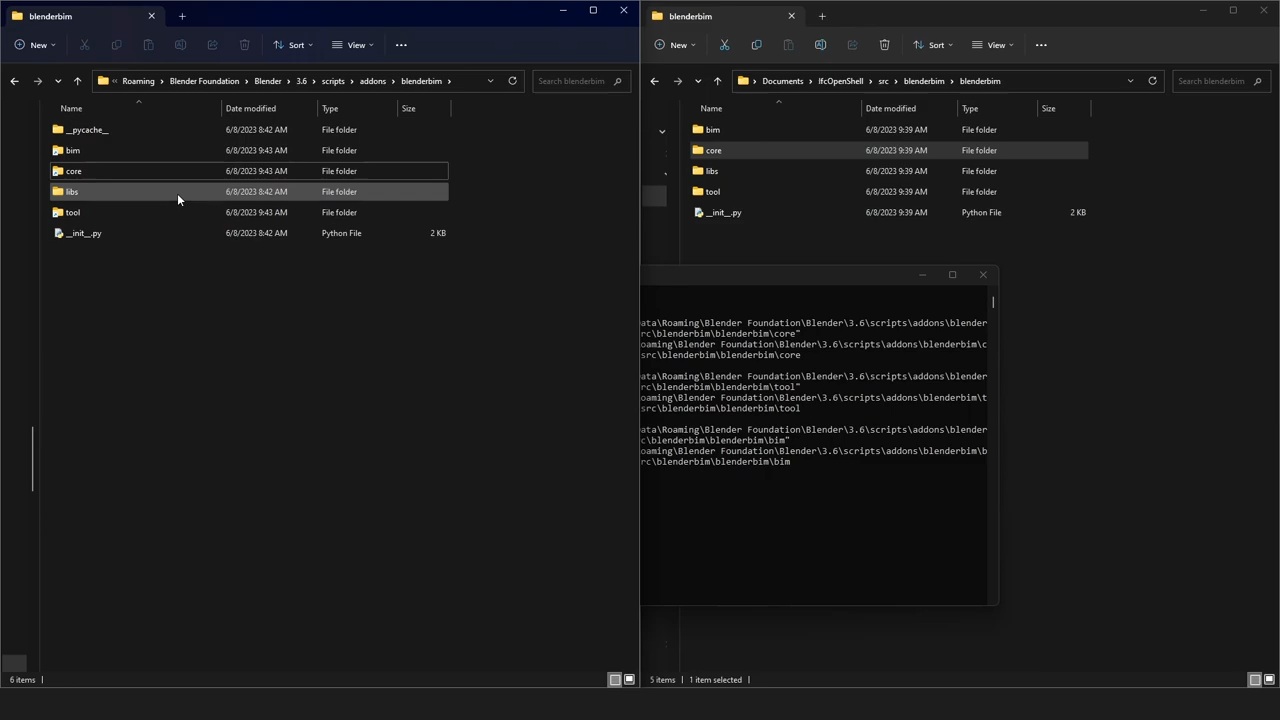 blenderbim
New
Sort
View
Roaming > Blender Foundation > Blender > 3.6 > scripts > addons > blenderbim >
Search blenderbim
Name Date modified Type Size
__pycache__ 6/8/2023 8:42 AM File folder
bim 6/8/2023 9:43 AM File folder
core 6/8/2023 9:43 AM File folder
libs 6/8/2023 8:42 AM File folder
tool 6/8/2023 9:43 AM File folder
__init__.py 6/8/2023 8:42 AM Python File 2 KB
6 items
blenderbim
New
Sort
View
Documents > IfcOpenShell > src > blenderbim > blenderbim
Search blenderbim
Name Date modified Type Size
bim 6/8/2023 9:39 AM File folder
core 6/8/2023 9:39 AM File folder
libs 6/8/2023 9:39 AM File folder
tool 6/8/2023 9:39 AM File folder
__init__.py 6/8/2023 9:39 AM Python File 2 KB
ata\Roaming\Blender Foundation\Blender\3.6\scripts\addons\blender
rc\blenderbim\blenderbim\core"
oaming\Blender Foundation\Blender\3.6\scripts\addons\blenderbim\c
src\blenderbim\blenderbim\core
ata\Roaming\Blender Foundation\Blender\3.6\scripts\addons\blender
rc\blenderbim\blenderbim\tool"
oaming\Blender Foundation\Blender\3.6\scripts\addons\blenderbim\t
src\blenderbim\blenderbim\tool
ata\Roaming\Blender Foundation\Blender\3.6\scripts\addons\blender
c\blenderbim\blenderbim\bim"
oaming\Blender Foundation\Blender\3.6\scripts\addons\blenderbim\b
rc\blenderbim\blenderbim\bim
5 items 1 item selected